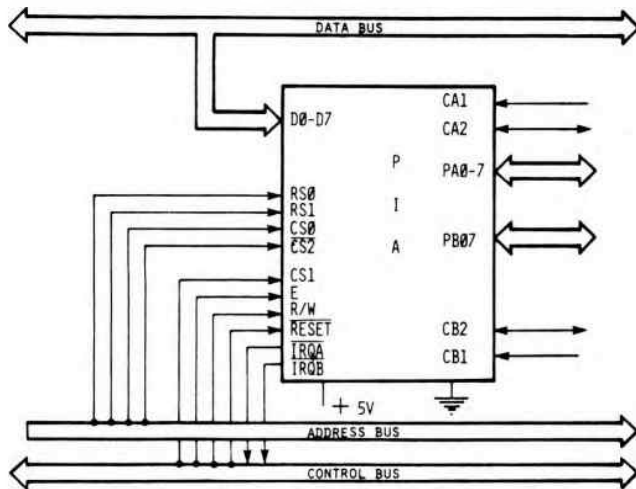 DATA BUS
D0-D7
RS0
RS1
CS0
CS2
CS1
E
R/W
RESET
IRQA
IRQB
P
I
A
CA1
CA2
PA0-7
PB07
CB2
CB1
+ 5V
ADDRESS BUS
CONTROL BUS